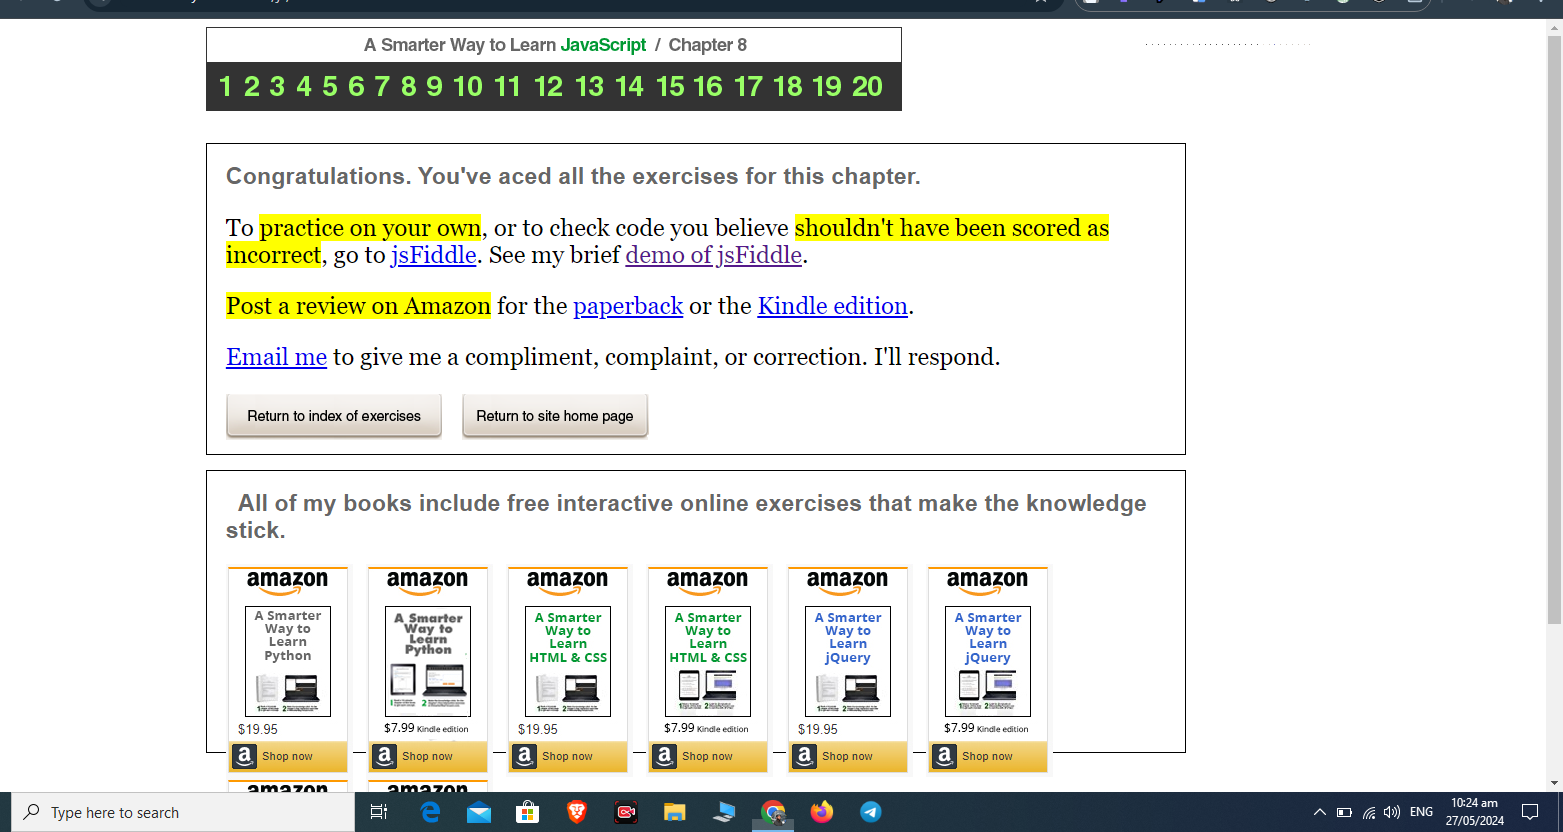 A Smarter Way to Learn JavaScript / Chapter 8
1 2 3 4 5 6 7 8 9 10 11 12 13 14 15 16 17 18 19 20
Congratulations. You've aced all the exercises for this chapter.
To practice on your own, or to check code you believe shouldn't have been scored as
incorrect, go to jsFiddle. See my brief demo of jsFiddle.
Post a review on Amazon for the paperback or the Kindle edition.
Email me to give me a compliment, complaint, or correction. I'll respond.
Return to index of exercises
Return to site home page
All of my books include free interactive online exercises that make the knowledge
stick.
amazon
A Smarter
Way to
Learn
Python
$19.95
Shop now
amazon
A Smarter
Way to
Learn
Python
$7.99 Kindle edition
Shop now
amazon
A Smarter
Way to
Learn
HTML & CSS
$19.95
Shop now
amazon
A Smarter
Way to
Learn
HTML & CSS
$7.99 Kindle edition
Shop now
amazon
A Smarter
Way to
Learn
jQuery
$19.95
Shop now
amazon
A Smarter
Way to
Learn
jQuery
$7.99 Kindle edition
Shop now
amazon
amazon
Type here to search
ENG
10:24 am
27/05/2024